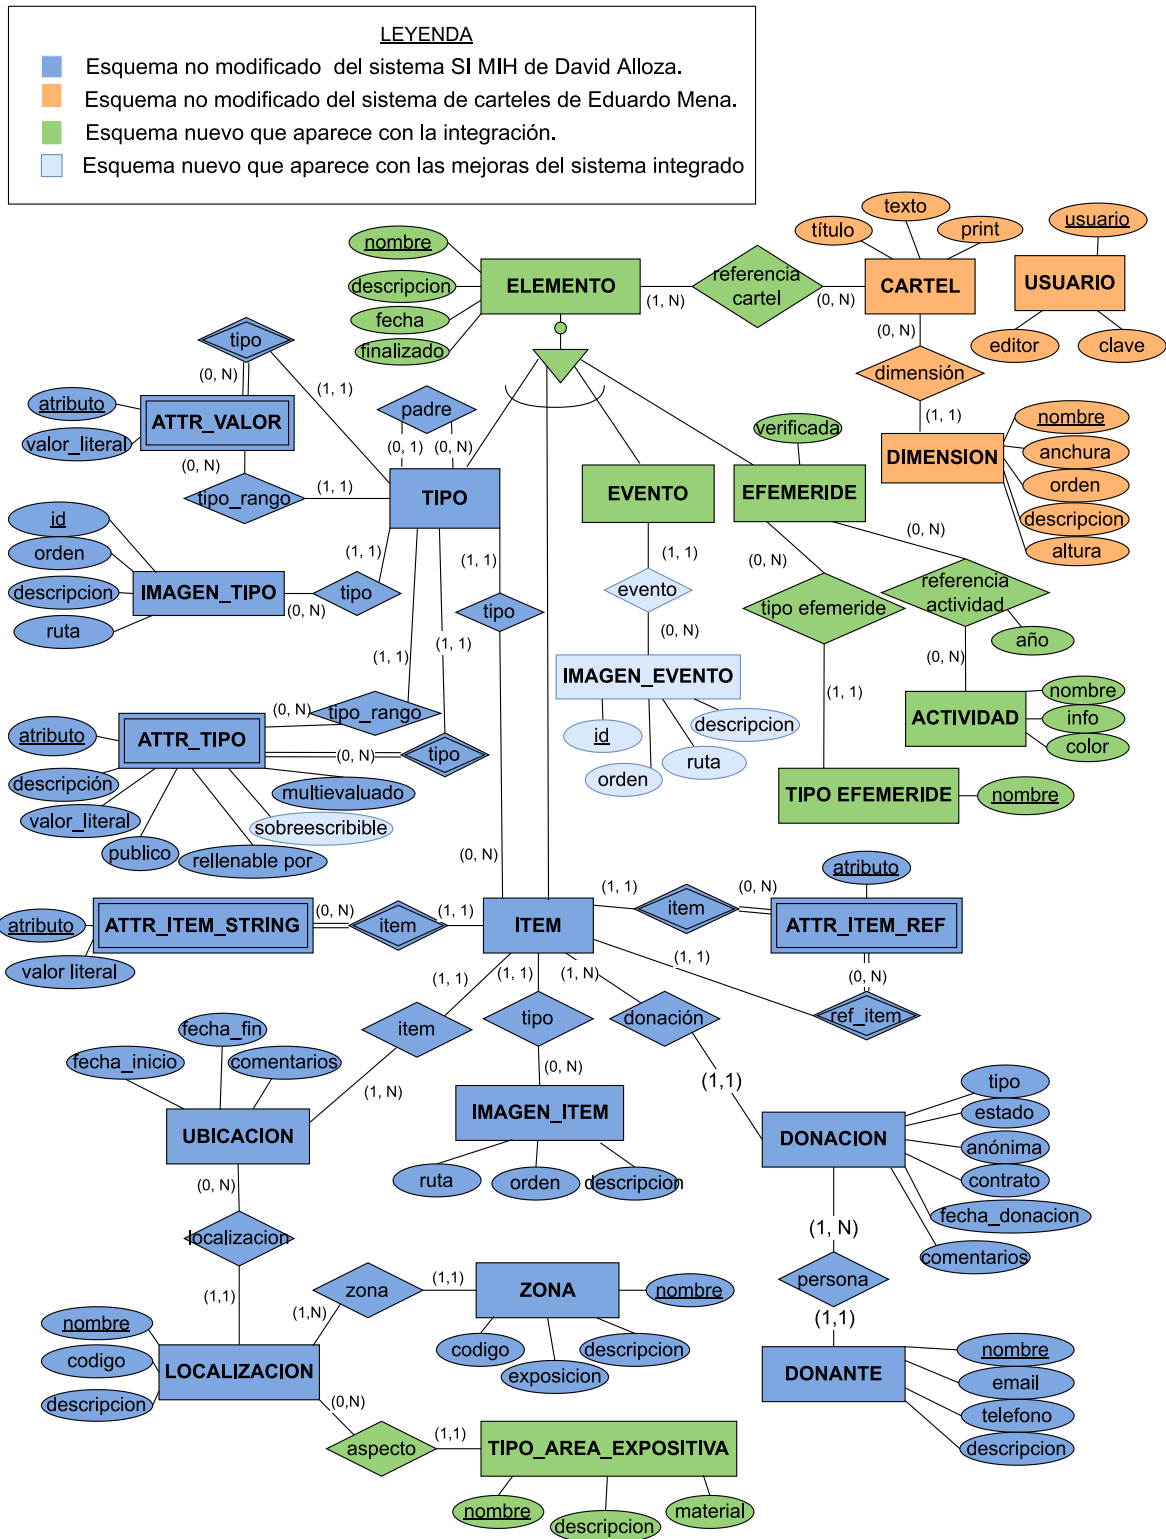 LEYENDA
Esquema no modificado del sistema SI MIH de David Alloza.
Esquema no modificado del sistema de carteles de Eduardo Mena.
Esquema nuevo que aparece con la integración.
Esquema nuevo que aparece con las mejoras del sistema integrado
nombre
descripcion
fecha
finalizado
ELEMENTO
(1, N)
referencia
cartel
(0, N)
título
texto
print
CARTEL
usuario
USUARIO
editor
clave
(0, N)
dimensión
(1, 1)
DIMENSION
nombre
anchura
orden
descripcion
altura
tipo
(0, N)
(1, 1)
atributo
valor_literal
ATTR_VALOR
(0, N)
tipo_rango
(1, 1)
padre
(0, 1)
(0, N)
TIPO
EVENTO
verificada
EFEMERIDE
id
orden
descripcion
ruta
IMAGEN_TIPO
(0, N)
tipo
(1, 1)
(1, 1)
tipo
(1, 1)
evento
(0, N)
IMAGEN_EVENTO
id
orden
ruta
descripcion
(0, N)
tipo efemeride
(1, 1)
TIPO EFEMERIDE
nombre
(0, N)
referencia
actividad
año
(0, N)
ACTIVIDAD
nombre
info
color
(1, 1)
(1, 1)
(0, N)
tipo_rango
(0, N)
tipo
atributo
ATTR_TIPO
descripción
valor_literal
publico
rellenable por
sobreescribible
multievaluado
(0, N)
atributo
valor literal
ATTR_ITEM_STRING
(0, N)
item
(1, 1)
ITEM
(1, 1)
item
(0, N)
atributo
ATTR_ITEM_REF
(0, N)
ref_item
(1, 1)
(1, 1)
item
(1, N)
(1, 1)
tipo
(0, N)
(1, N)
donación
(1,1)
fecha_inicio
fecha_fin
comentarios
UBICACION
IMAGEN_ITEM
ruta
orden
descripcion
DONACION
tipo
estado
anónima
contrato
fecha_donacion
comentarios
(0, N)
localizacion
(1,1)
(1, N)
persona
(1,1)
DONANTE
nombre
email
telefono
descripcion
nombre
codigo
descripcion
LOCALIZACION
(1,N)
zona
(1,1)
ZONA
nombre
codigo
exposicion
descripcion
(0,N)
aspecto
(1,1)
TIPO_AREA_EXPOSITIVA
nombre
descripcion
material